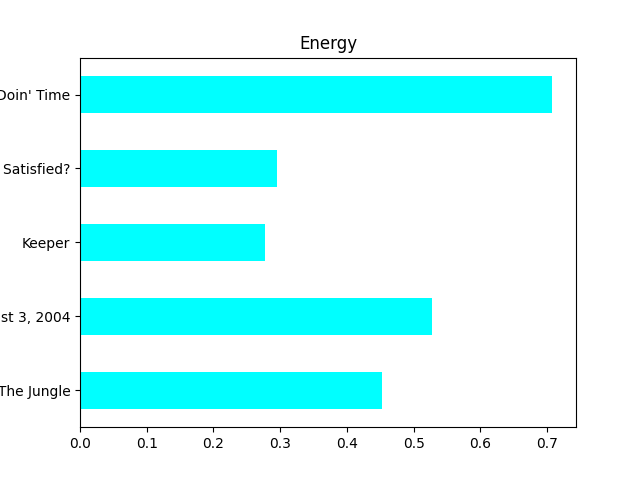 Energy
Doin' Time
Satisfied?
Keeper
st 3, 2004
The Jungle
0.0 0.1 0.2 0.3 0.4 0.5 0.6 0.7